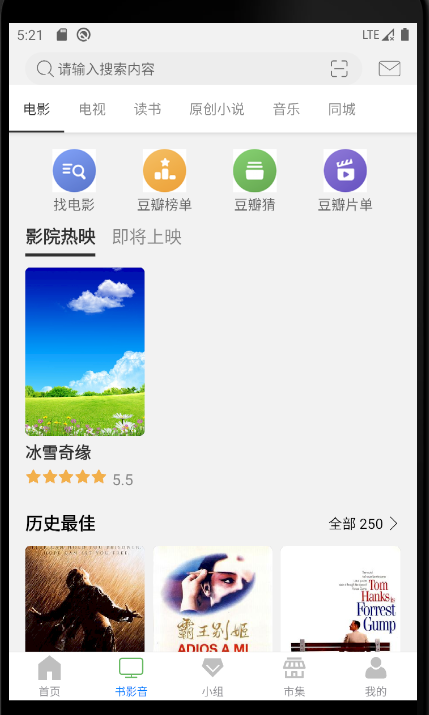 5:21 LTE
请输入搜索内容
电影 电视 读书 原创小说 音乐 同城
找电影 豆瓣榜单 豆瓣猜 豆瓣片单
影院热映 即将上映
冰雪奇缘
5.5
历史最佳 全部 250
霸王别姬
ADIOS A MI
Tom
Hanks is
Forrest
Gump
首页 书影音 小组 市集 我的